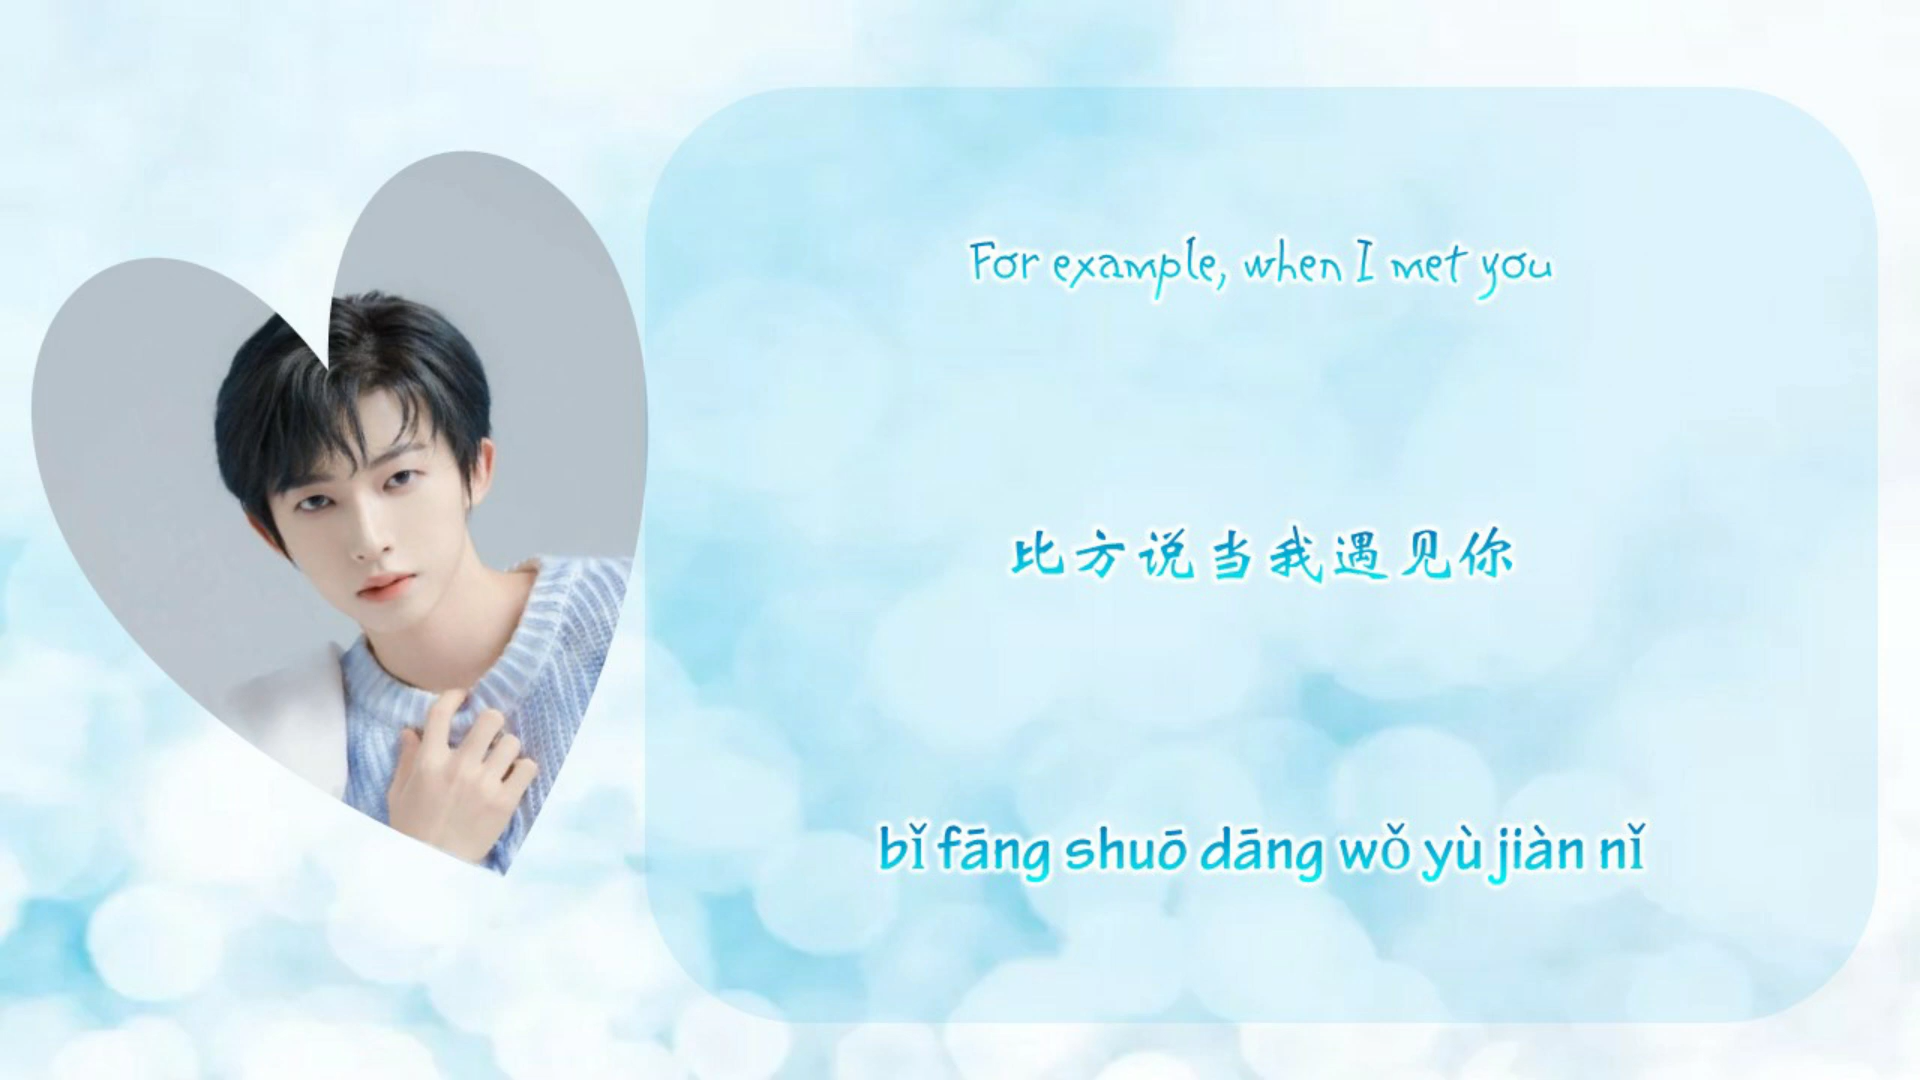 For example, when I met you
比方说当我遇见你
bǐ fāng shuō dāng wǒ yù jiàn nǐ